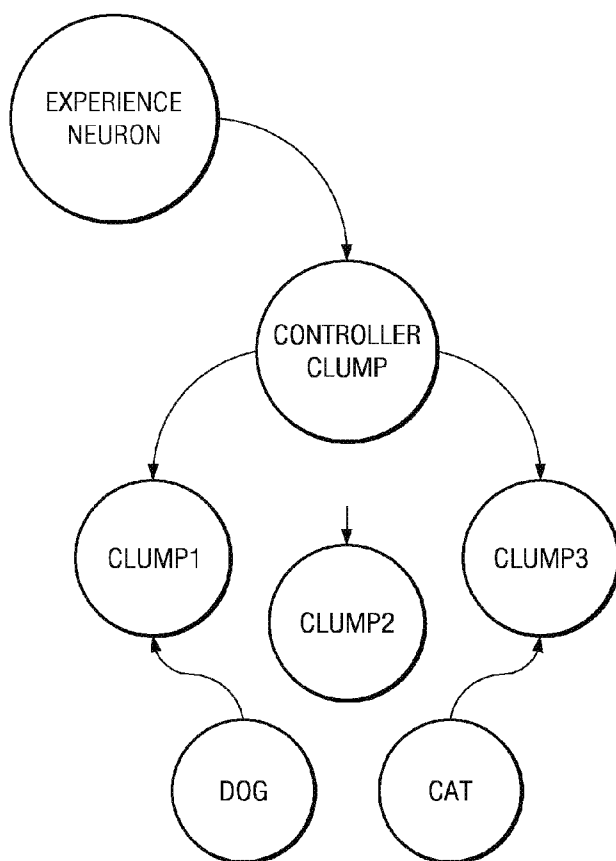 EXPERIENCE
NEURON
CONTROLLER
CLUMP
CLUMP1
CLUMP2
CLUMP3
DOG
CAT